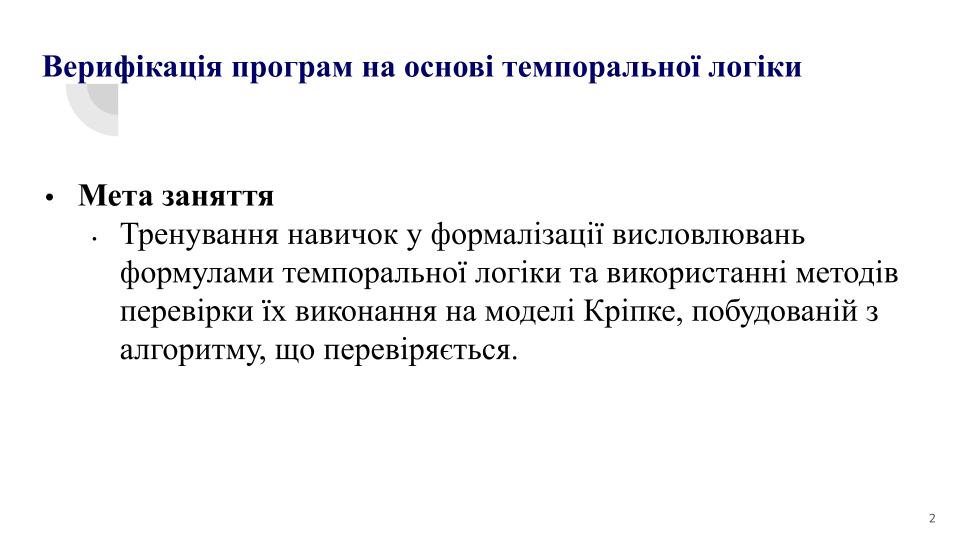 Верифікація програм на основі темпоральної логіки
• Мета заняття
• Тренування навичок у формалізації висловлювань
формулами темпоральної логіки та використанні методів
перевірки їх виконання на моделі Кріпке, побудованій з
алгоритму, що перевіряється.
2